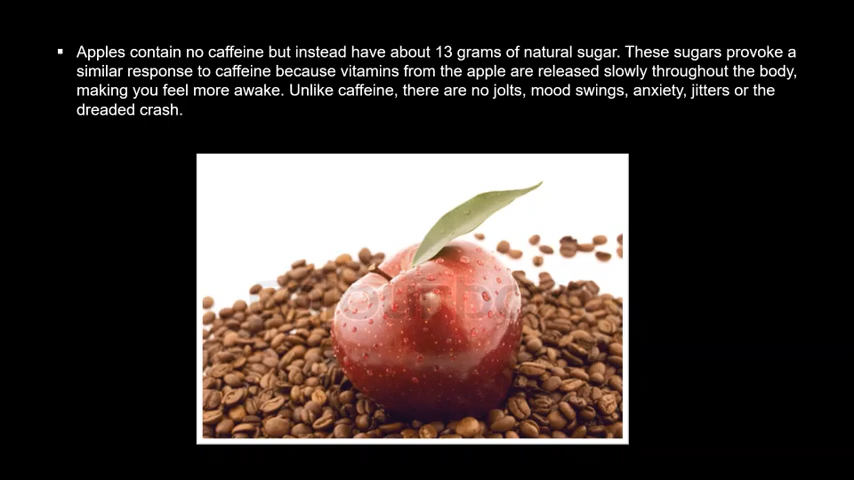 ▪ Apples contain no caffeine but instead have about 13 grams of natural sugar. These sugars provoke a
similar response to caffeine because vitamins from the apple are released slowly throughout the body,
making you feel more awake. Unlike caffeine, there are no jolts, mood swings, anxiety, jitters or the
dreaded crash.